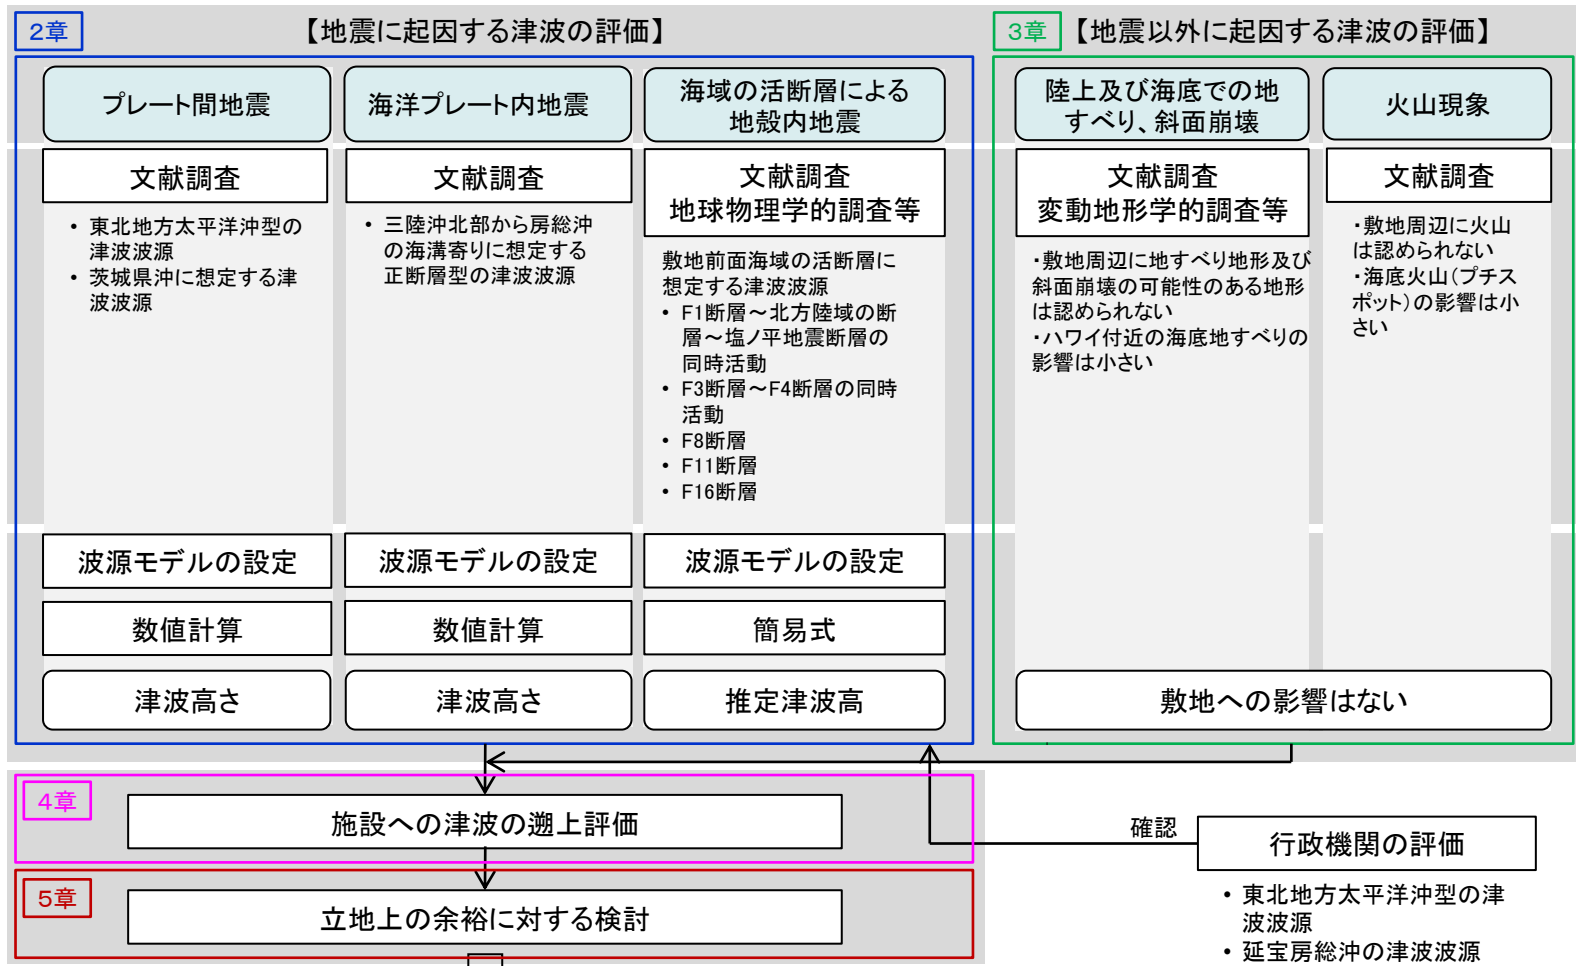 2章
【地震に起因する津波の評価】
プレート間地震
文献調査
• 東北地方太平洋沖型の
津波波源
• 茨城県沖に想定する津
波波源
波源モデルの設定
数値計算
津波高さ
海洋プレート内地震
文献調査
• 三陸沖北部から房総沖
の海溝寄りに想定する
正断層型の津波波源
波源モデルの設定
数値計算
津波高さ
海域の活断層による
地殻内地震
文献調査
地球物理学的調査等
敷地前面海域の活断層に
想定する津波波源
• F1断層～北方陸域の断
層～塩ノ平地震断層の
同時活動
• F3断層～F4断層の同時
活動
• F8断層
• F11断層
• F16断層
波源モデルの設定
簡易式
推定津波高
3章
【地震以外に起因する津波の評価】
陸上及び海底での地
すべり、斜面崩壊
文献調査
変動地形学的調査等
・敷地周辺に地すべり地形及び
斜面崩壊の可能性のある地形
は認められない
・ハワイ付近の海底地すべりの
影響は小さい
火山現象
文献調査
・敷地周辺に火山
は認められない
・海底火山（プチス
ポット）の影響は小
さい
敷地への影響はない
4章
施設への津波の遡上評価
5章
立地上の余裕に対する検討
確認
行政機関の評価
• 東北地方太平洋沖型の津
波波源
• 延宝房総沖の津波波源